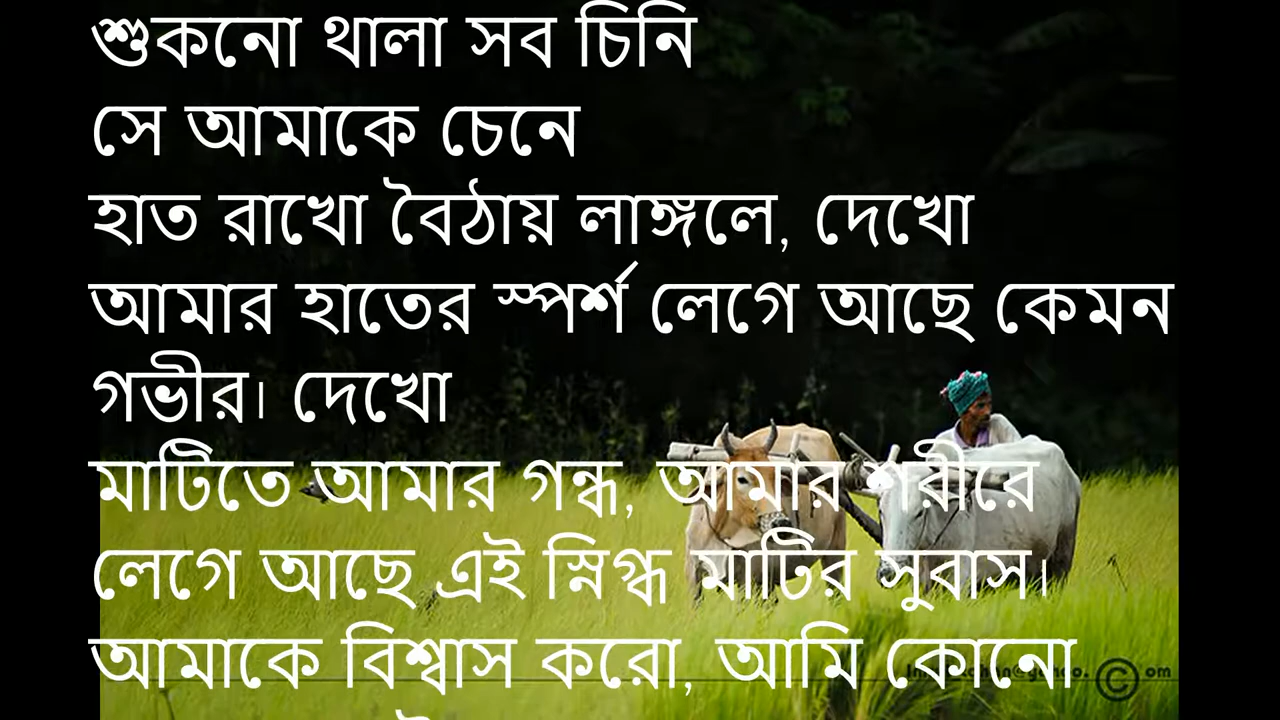 শুকনো থালা সব চিনি
সে আমাকে চেনে
হাত রাখো বৈঠায় লাঙ্গলে, দেখো
আমার হাতের স্পর্শ লেগে আছে কেমন
গভীর। দেখো
মাটিতে আমার গন্ধ, আমার শরীরে
লেগে আছে এই স্নিগ্ধ মাটির সুবাস।
আমাকে বিশ্বাস করো, আমি কোনো
©